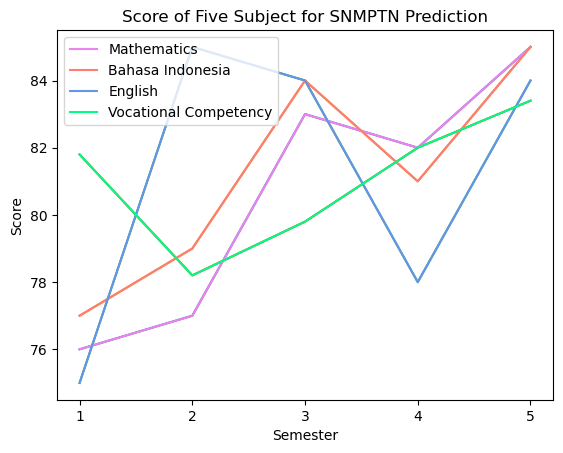 Score of Five Subject for SNMPTN Prediction
Mathematics
Bahasa Indonesia
English
Vocational Competency
Score
84
82
80
78
76
1 2 3 4 5
Semester